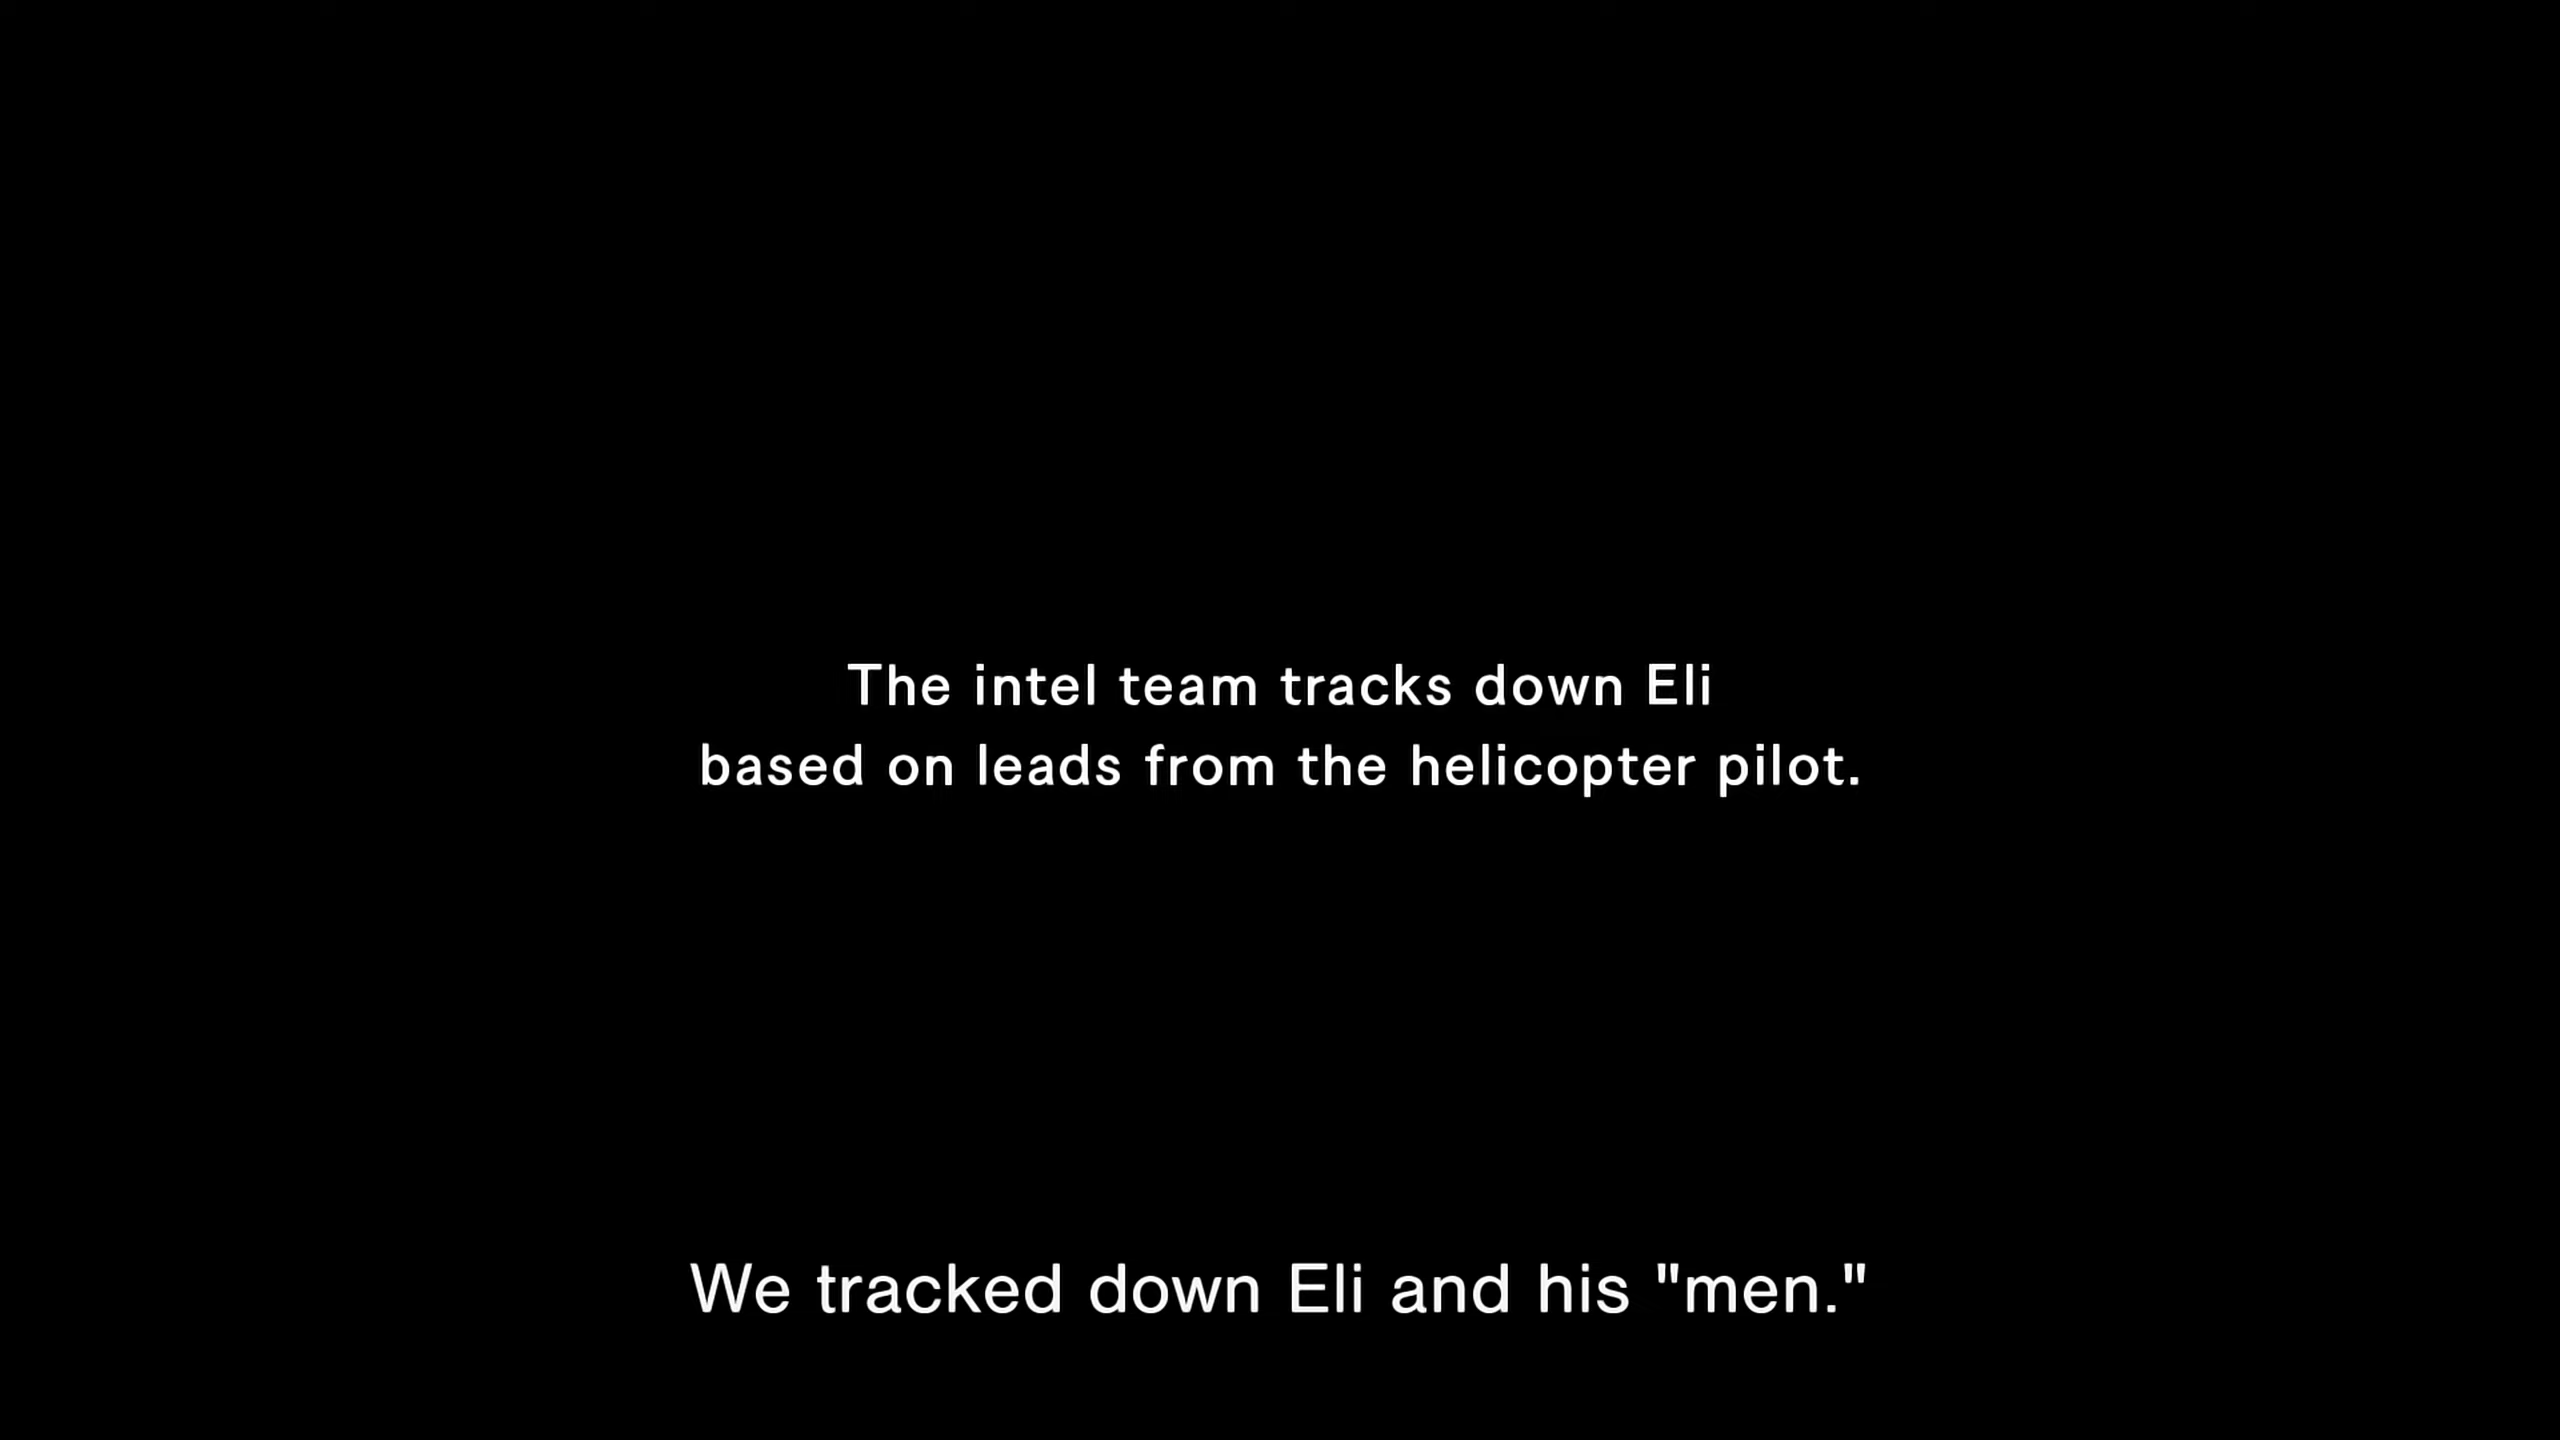 The intel team tracks down Eli
based on leads from the helicopter pilot.
We tracked down Eli and his "men."